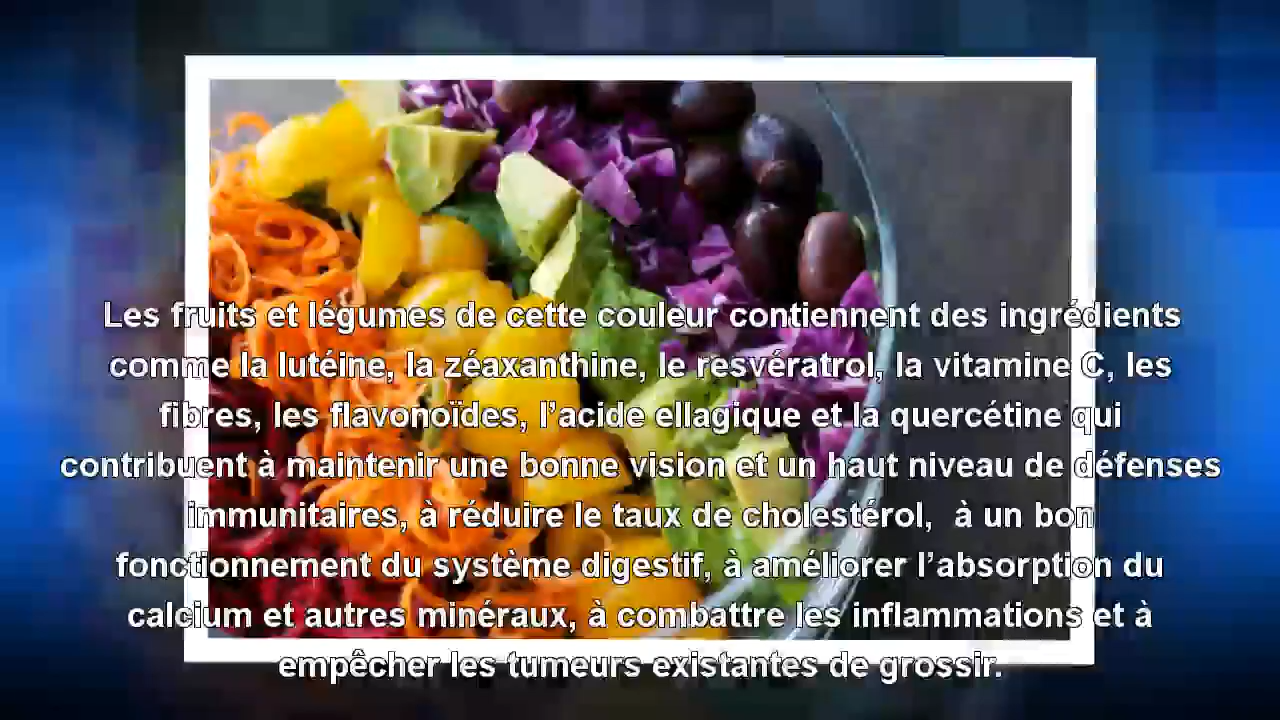 Les fruits et légumes de cette couleur contiennent des ingrédients
comme la lutéine, la zéaxanthine, le resvératrol, la vitamine C, les
fibres, les flavonoïdes, l’acide ellagique et la quercétine qui
contribuent à maintenir une bonne vision et un haut niveau de défenses
immunitaires, à réduire le taux de cholestérol,  à un bon
fonctionnement du système digestif, à améliorer l’absorption du
calcium et autres minéraux, à combattre les inflammations et à
empêcher les tumeurs existantes de grossir.